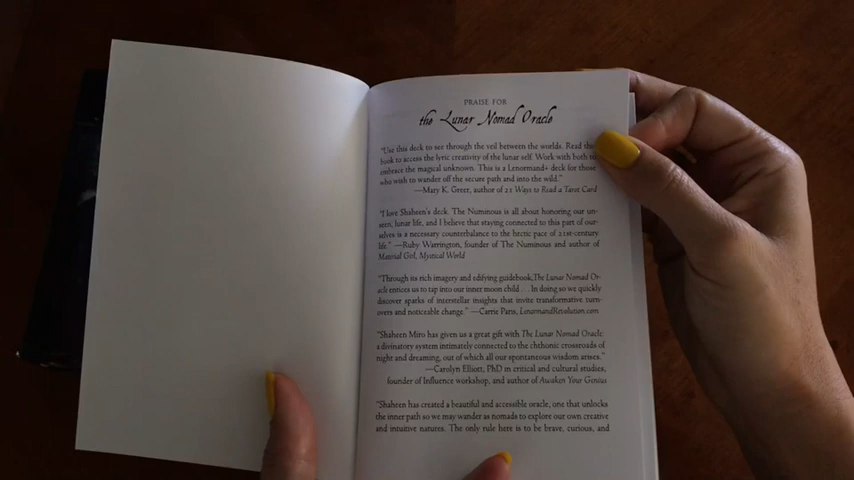 PRAISE FOR
the Lunar Nomad Oracle
"Use this deck to see through the veil between the worlds. Read the
book to access the lyric creativity of the lunar self. Work with both to
embrace the magical unknown. This is a Lenormand+ deck for those
who wish to wander off the secure path and into the wild."
—Mary K. Greer, author of 21 Ways to Read a Tarot Card
"I love Shaheen's deck. The Numinous is all about honoring our un-
seen, lunar life, and I believe that staying connected to this part of our-
selves is a necessary counterbalance to the hectic pace of 21st-century
life." —Ruby Warrington, founder of The Numinous and author of
Material Girl, Mystical World
"Through its rich imagery and edifying guidebook, The Lunar Nomad Or-
acle entices us to tap into our inner moon child . . . In doing so we quickly
discover sparks of interstellar insights that invite transformative turn-
overs and noticeable change." —Carrie Paris, LenormandRevolution.com
"Shaheen Miro has given us a great gift with The Lunar Nomad Oracle,
a divinatory system intimately connected to the chthonic crossroads of
night and dreaming, out of which all our spontaneous wisdom arises."
—Carolyn Elliott, PhD in critical and cultural studies,
founder of Influence workshop, and author of Awaken Your Genius
"Shaheen has created a beautiful and accessible oracle, one that unlocks
the inner path so we may wander as nomads to explore our own creative
and intuitive natures. The only rule here is to be brave, curious, and